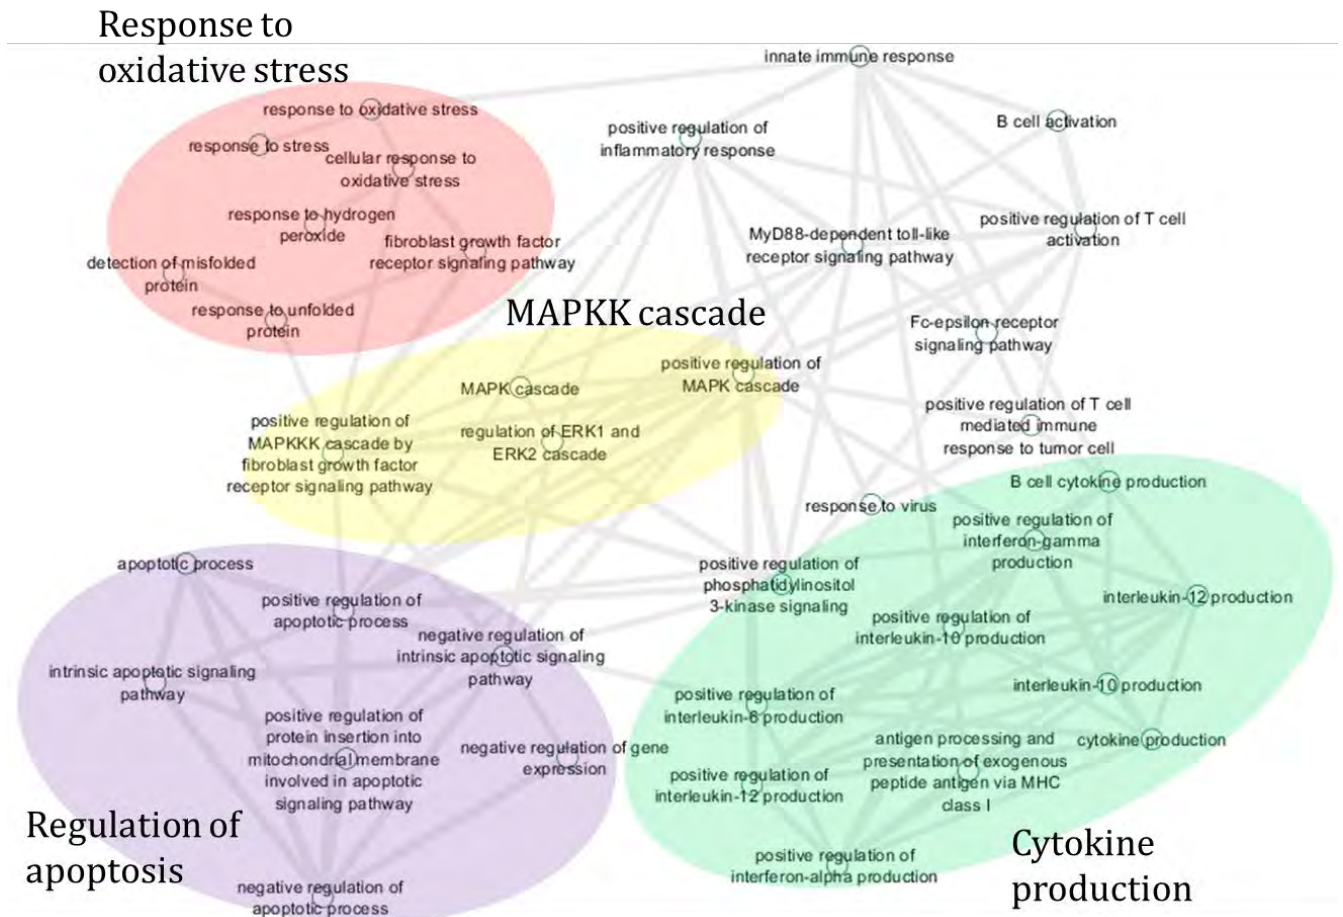 Response to
oxidative stress
innate immune response
response to oxidative stress
positive regulation of
inflammatory response
B cell activation
response to stress
cellular response to
oxidative stress
response to hydrogen
peroxide
fibroblast growth factor
receptor signaling pathway
MyD88-dependent toll-like
receptor signaling pathway
positive regulation of T cell
activation
detection of misfolded
protein
response to unfolded
protein
MAPKK cascade
Fc-epsilon receptor
signaling pathway
MAPK cascade
positive regulation of
MAPK cascade
positive regulation of
MAPKKK cascade by
fibroblast growth factor
receptor signaling pathway
regulation of ERK1 and
ERK2 cascade
positive regulation of T cell
mediated immune
response to tumor cell
B cell cytokine production
response to virus
positive regulation of
interferon-gamma
production
apoptotic process
positive regulation of
apoptotic process
positive regulation of
phosphatidylinositol
3-kinase signaling
interleukin-12 production
positive regulation of
interleukin-10 production
negative regulation of
intrinsic apoptotic signaling
pathway
intrinsic apoptotic signaling
pathway
interleukin-10 production
positive regulation of
interleukin-6 production
positive regulation of
protein insertion into
mitochondrial membrane
involved in apoptotic
signaling pathway
negative regulation of gene
expression
antigen processing and
presentation of exogenous
peptide antigen via MHC
class I
cytokine production
positive regulation of
interleukin-12 production
Regulation of
apoptosis
Cytokine
production
positive regulation of
interferon-alpha production
negative regulation of
apoptotic process